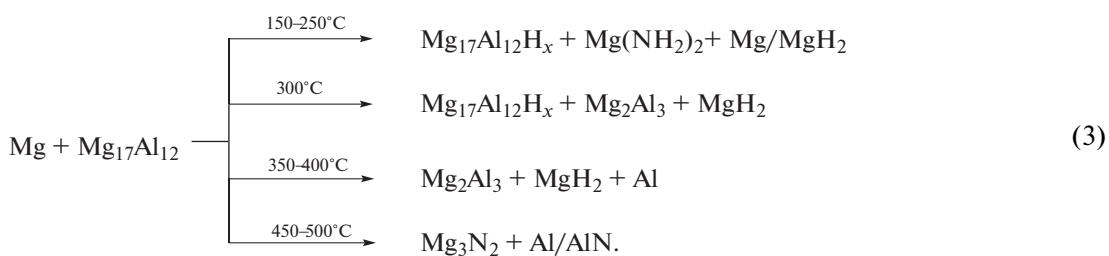 150–250°C
Mg₁₇Al₁₂Hₓ + Mg(NH₂)₂+ Mg/MgH₂
300°C
Mg₁₇Al₁₂Hₓ + Mg₂Al₃ + MgH₂
Mg + Mg₁₇Al₁₂
(3)
350–400°C
Mg₂Al₃ + MgH₂ + Al
450–500°C
Mg₃N₂ + Al/AlN.